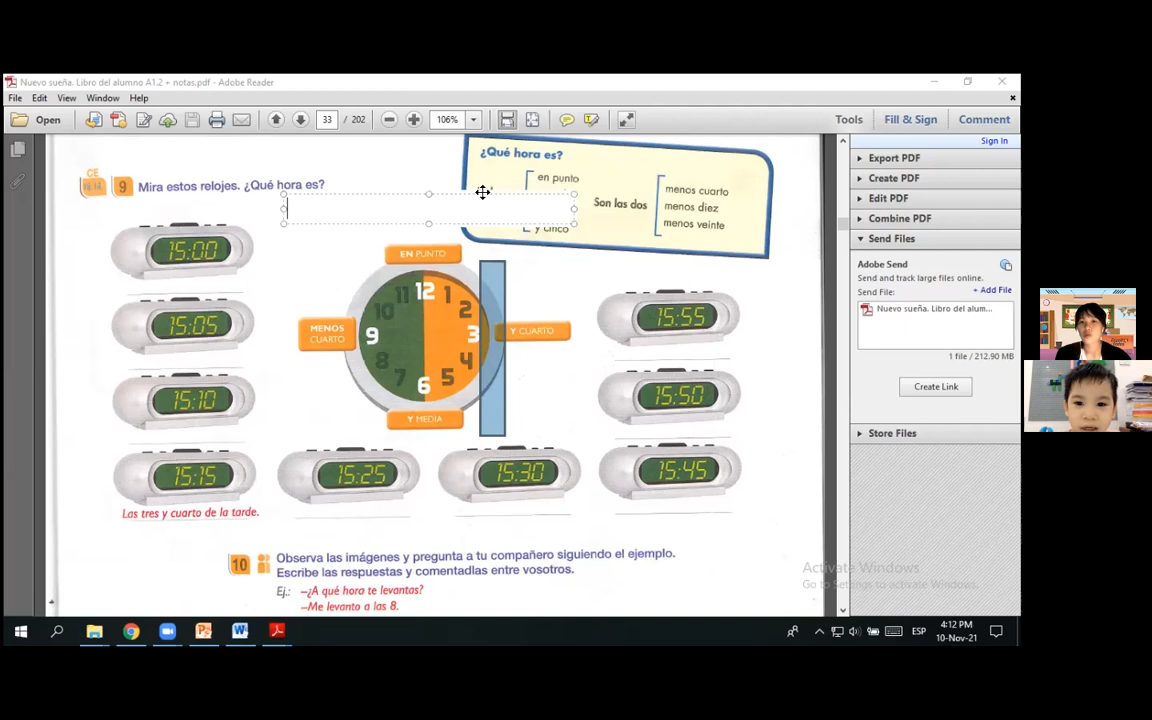 Nuevo sueña. Libro del alumno A1.2 + notas.pdf - Adobe Reader
File Edit View Window Help
Open 33 / 202 106% Tools Fill & Sign Comment
Sign In
Export PDF
Create PDF
Edit PDF
Combine PDF
Send Files
Adobe Send
Send and track large files online.
Send File: + Add File
Nuevo sueña. Libro del alum...
1 file / 212.90 MB
Create Link
Store Files
CE
9 Mira estos relojes. ¿Qué hora es?
¿Qué hora es?
en punto
y cinco
Son las dos
menos cuarto
menos diez
menos veinte
15:00
15:05
15:10
15:15
Las tres y cuarto de la tarde.
EN PUNTO
12 1 2 3 4 5 6 7 8 9 10 11
MENOS
CUARTO
Y CUARTO
Y MEDIA
15:25
15:30
15:55
15:50
15:45
10 Observa las imágenes y pregunta a tu compañero siguiendo el ejemplo.
Escribe las respuestas y comentadlas entre vosotros.
Ej.: –¿A qué hora te levantas?
–Me levanto a las 8.
Activate Windows
Go to Settings to activate Windows.
ESP
4:12 PM
10-Nov-21